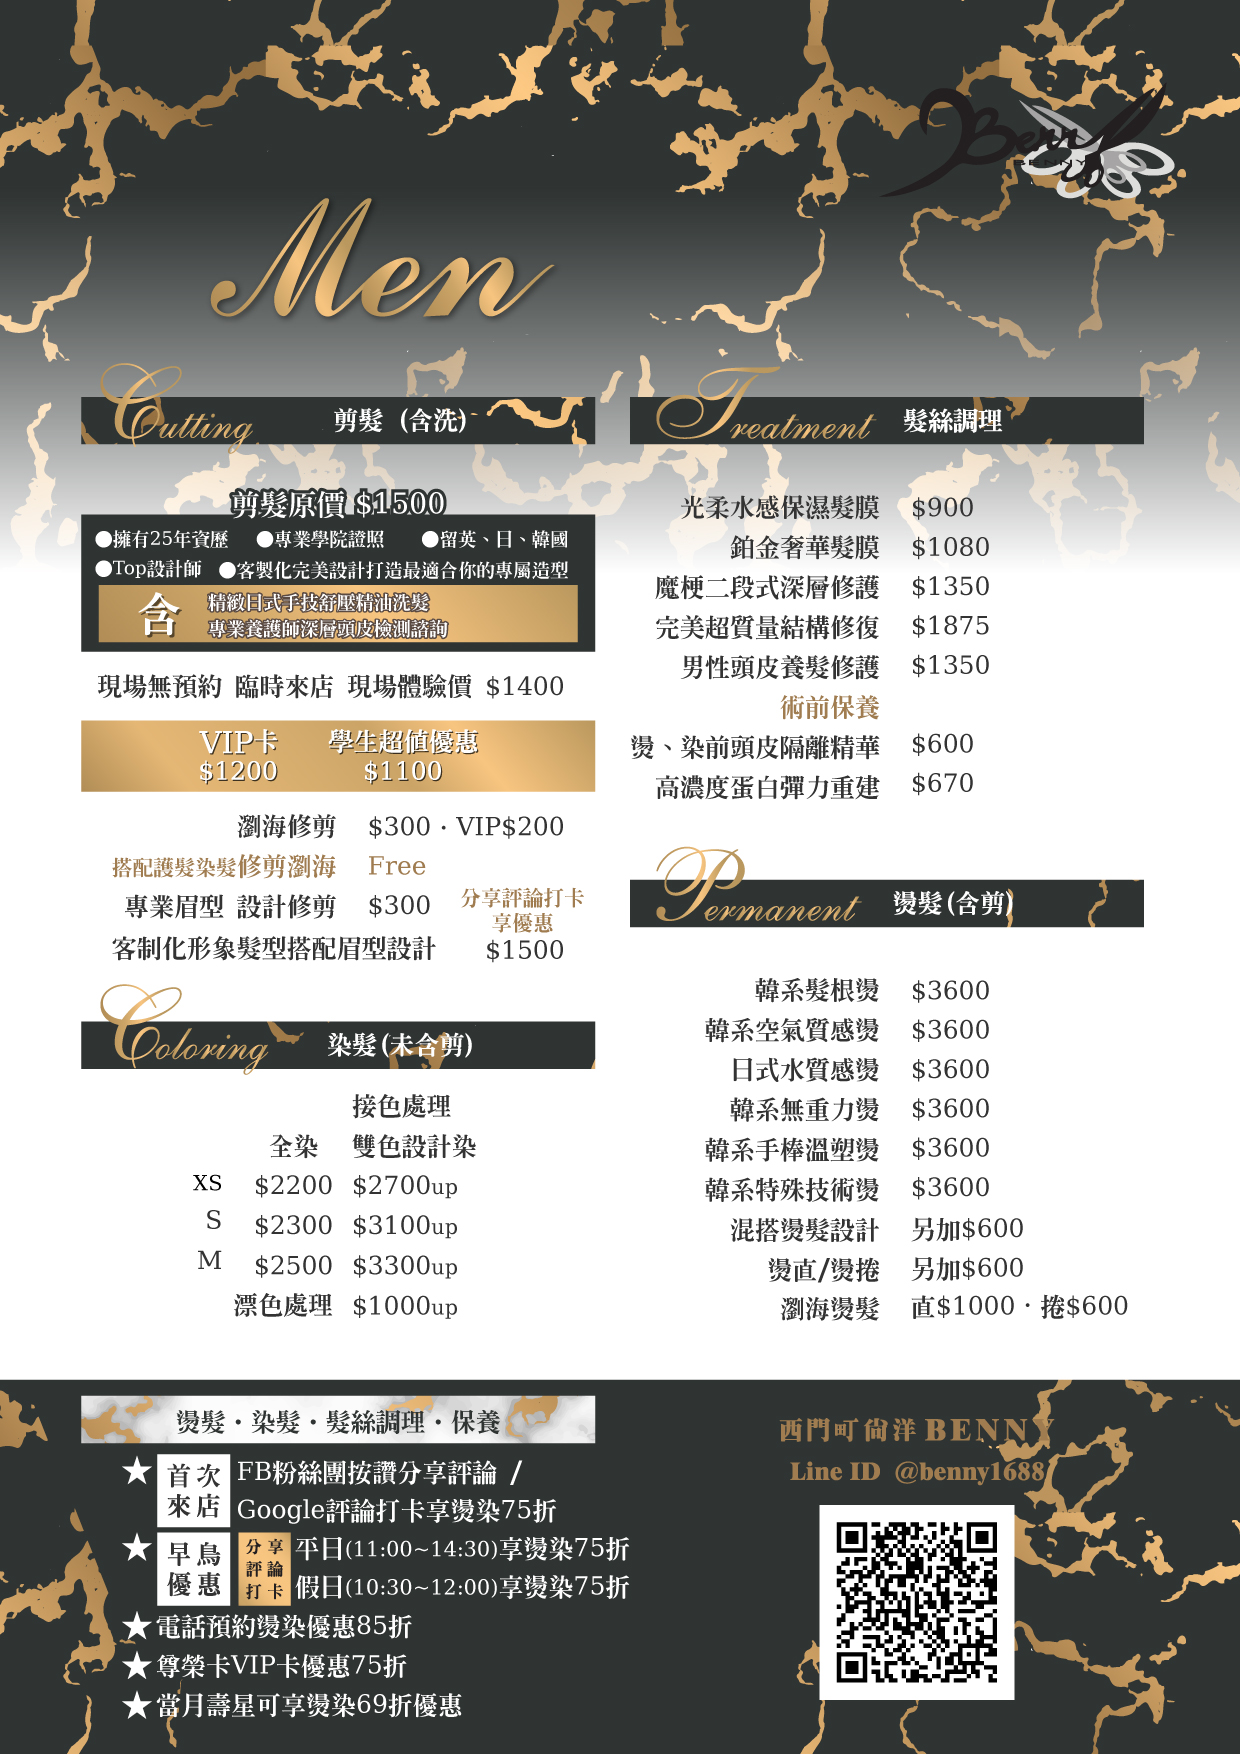 Benny
BENNY
Men
Cutting 剪髮 (含洗)
剪髮原價 $1500
●擁有25年資歷 ●專業學院證照 ●留英、日、韓國
●Top設計師 ●客製化完美設計打造最適合你的專屬造型
含
精緻日式手技舒壓精油洗髮
專業養護師深層頭皮檢測諮詢
現場無預約 臨時來店 現場體驗價 $1400
VIP卡 學生超值優惠
$1200 $1100
瀏海修剪 $300・VIP$200
搭配護髮染髮修剪瀏海 Free
專業眉型 設計修剪 $300
分享評論打卡
享優惠
客制化形象髮型搭配眉型設計 $1500
Coloring 染髮(未含剪)
接色處理
全染 雙色設計染
XS $2200 $2700up
S $2300 $3100up
M $2500 $3300up
漂色處理 $1000up
Treatment 髮絲調理
光柔水感保濕髮膜 $900
鉑金奢華髮膜 $1080
魔梗二段式深層修護 $1350
完美超質量結構修復 $1875
男性頭皮養髮修護 $1350
術前保養
燙、染前頭皮隔離精華 $600
高濃度蛋白彈力重建 $670
Permanent 燙髮(含剪)
韓系髮根燙 $3600
韓系空氣質感燙 $3600
日式水質感燙 $3600
韓系無重力燙 $3600
韓系手棒溫塑燙 $3600
韓系特殊技術燙 $3600
混搭燙髮設計 另加$600
燙直/燙捲 另加$600
瀏海燙髮 直$1000・捲$600
燙髮・染髮・髮絲調理・保養
★ 首次來店 FB粉絲團按讚分享評論 /
Google評論打卡享燙染75折
★ 早鳥優惠 分享評論打卡 平日(11:00~14:30)享燙染75折
假日(10:30~12:00)享燙染75折
★電話預約燙染優惠85折
★尊榮卡VIP卡優惠75折
★當月壽星可享燙染69折優惠
西門町尙洋BENNY
Line ID @benny1688